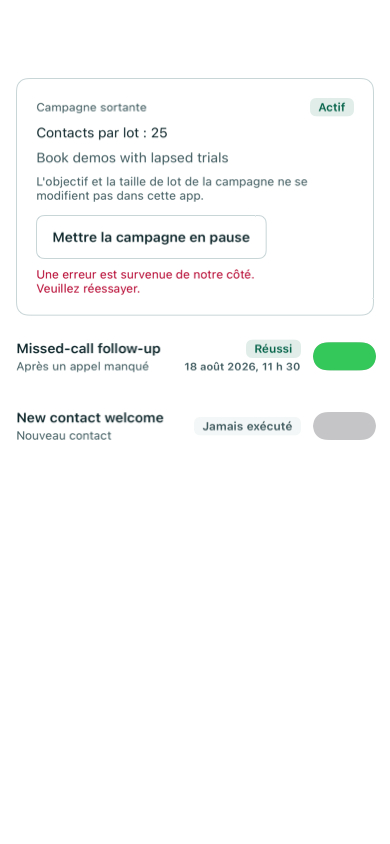 Campagne sortante
Actif
Contacts par lot : 25
Book demos with lapsed trials
L'objectif et la taille de lot de la campagne ne se
modifient pas dans cette app.
Mettre la campagne en pause
Une erreur est survenue de notre côté.
Veuillez réessayer.
Missed-call follow-up
Réussi
Après un appel manqué
18 août 2026, 11 h 30
New contact welcome
Jamais exécuté
Nouveau contact